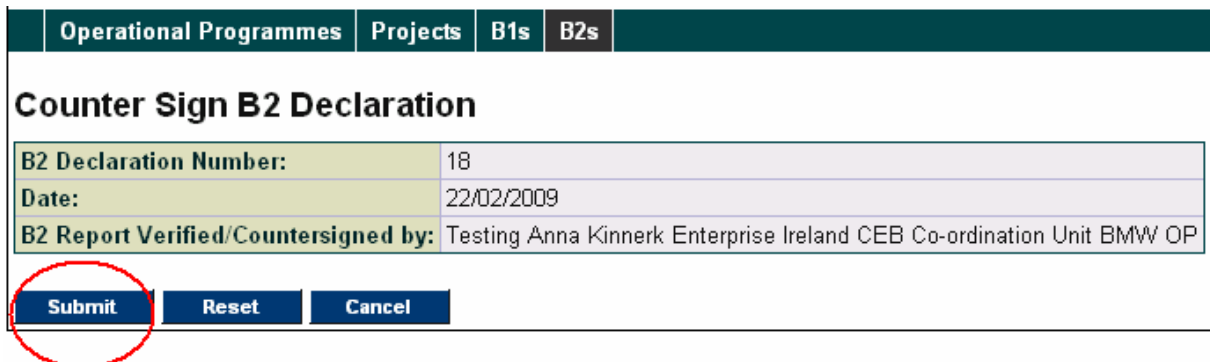 Operational Programmes Projects B1s B2s
Counter Sign B2 Declaration
B2 Declaration Number: 18
Date: 22/02/2009
B2 Report Verified/Countersigned by: Testing Anna Kinnerk Enterprise Ireland CEB Co-ordination Unit BMW OP
Submit Reset Cancel